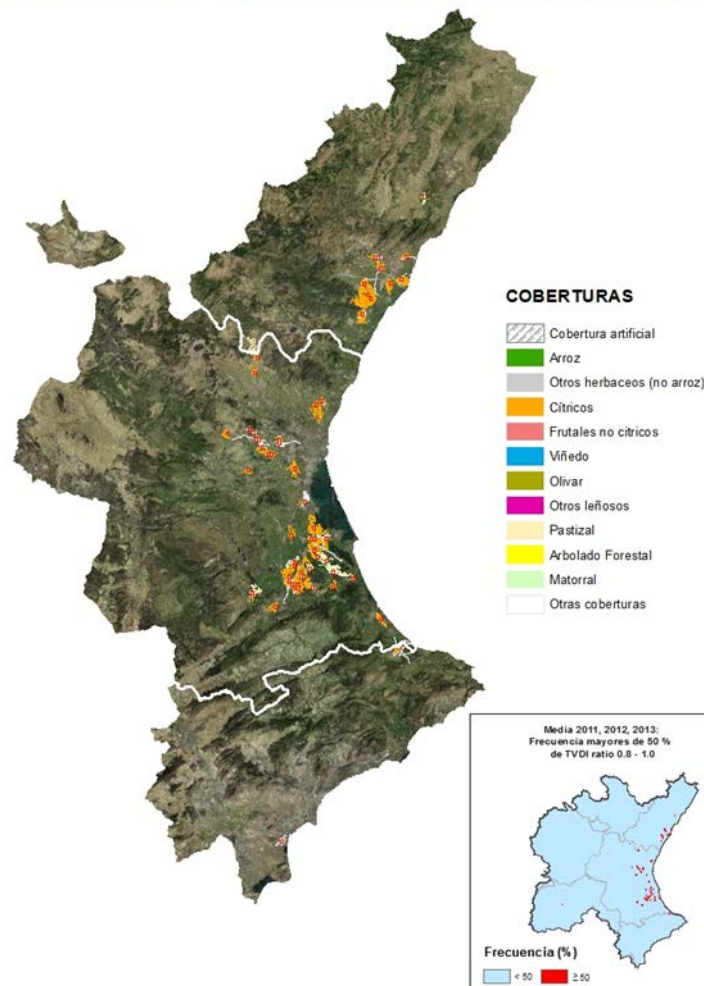 COBERTURAS
Cobertura artificial
Arroz
Otros herbaceos (no arroz)
Cítricos
Frutales no citricos
Viñedo
Olivar
Otros leñosos
Pastizal
Arbolado Forestal
Matorral
Otras coberturas
Media 2011, 2012, 2013:
Frecuencia mayores de 50 %
de TVDI ratio 0.8 - 1.0
Frecuencia (%)
< 50 ≥ 50